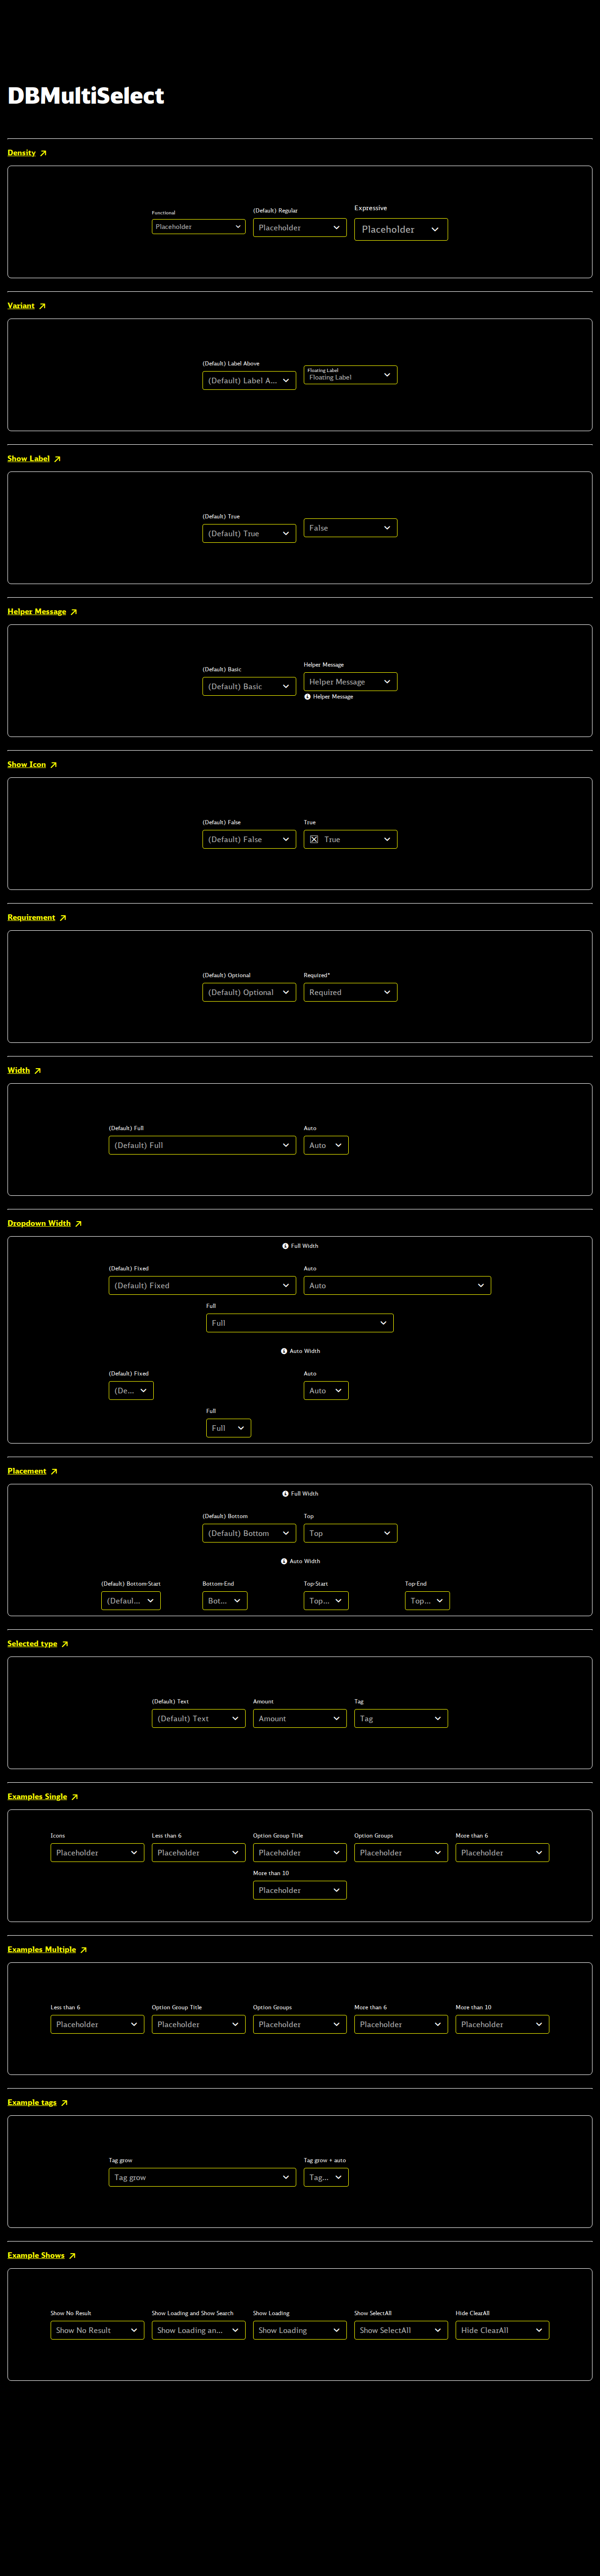 DBMultiSelect
Density
Functional (Default) Regular Expressive
Placeholder Placeholder Placeholder
Variant
(Default) Label Above Floating Label
(Default) Label A... Floating Label
Show Label
(Default) True
(Default) True False
Helper Message
(Default) Basic Helper Message
(Default) Basic Helper Message
Helper Message
Show Icon
(Default) False True
(Default) False True
Requirement
(Default) Optional Required*
(Default) Optional Required
Width
(Default) Full Auto
(Default) Full Auto
Dropdown Width
Full Width
(Default) Fixed Auto
(Default) Fixed Auto
Full
Full
Auto Width
(Default) Fixed Auto
(De... Auto
Full
Full
Placement
Full Width
(Default) Bottom Top
(Default) Bottom Top
Auto Width
(Default) Bottom-Start Bottom-End Top-Start Top-End
(Defaul... Bot... Top... Top...
Selected type
(Default) Text Amount Tag
(Default) Text Amount Tag
Examples Single
Icons Less than 6 Option Group Title Option Groups More than 6
Placeholder Placeholder Placeholder Placeholder Placeholder
More than 10
Placeholder
Examples Multiple
Less than 6 Option Group Title Option Groups More than 6 More than 10
Placeholder Placeholder Placeholder Placeholder Placeholder
Example tags
Tag grow Tag grow + auto
Tag grow Tag...
Example Shows
Show No Result Show Loading and Show Search Show Loading Show SelectAll Hide ClearAll
Show No Result Show Loading an... Show Loading Show SelectAll Hide ClearAll